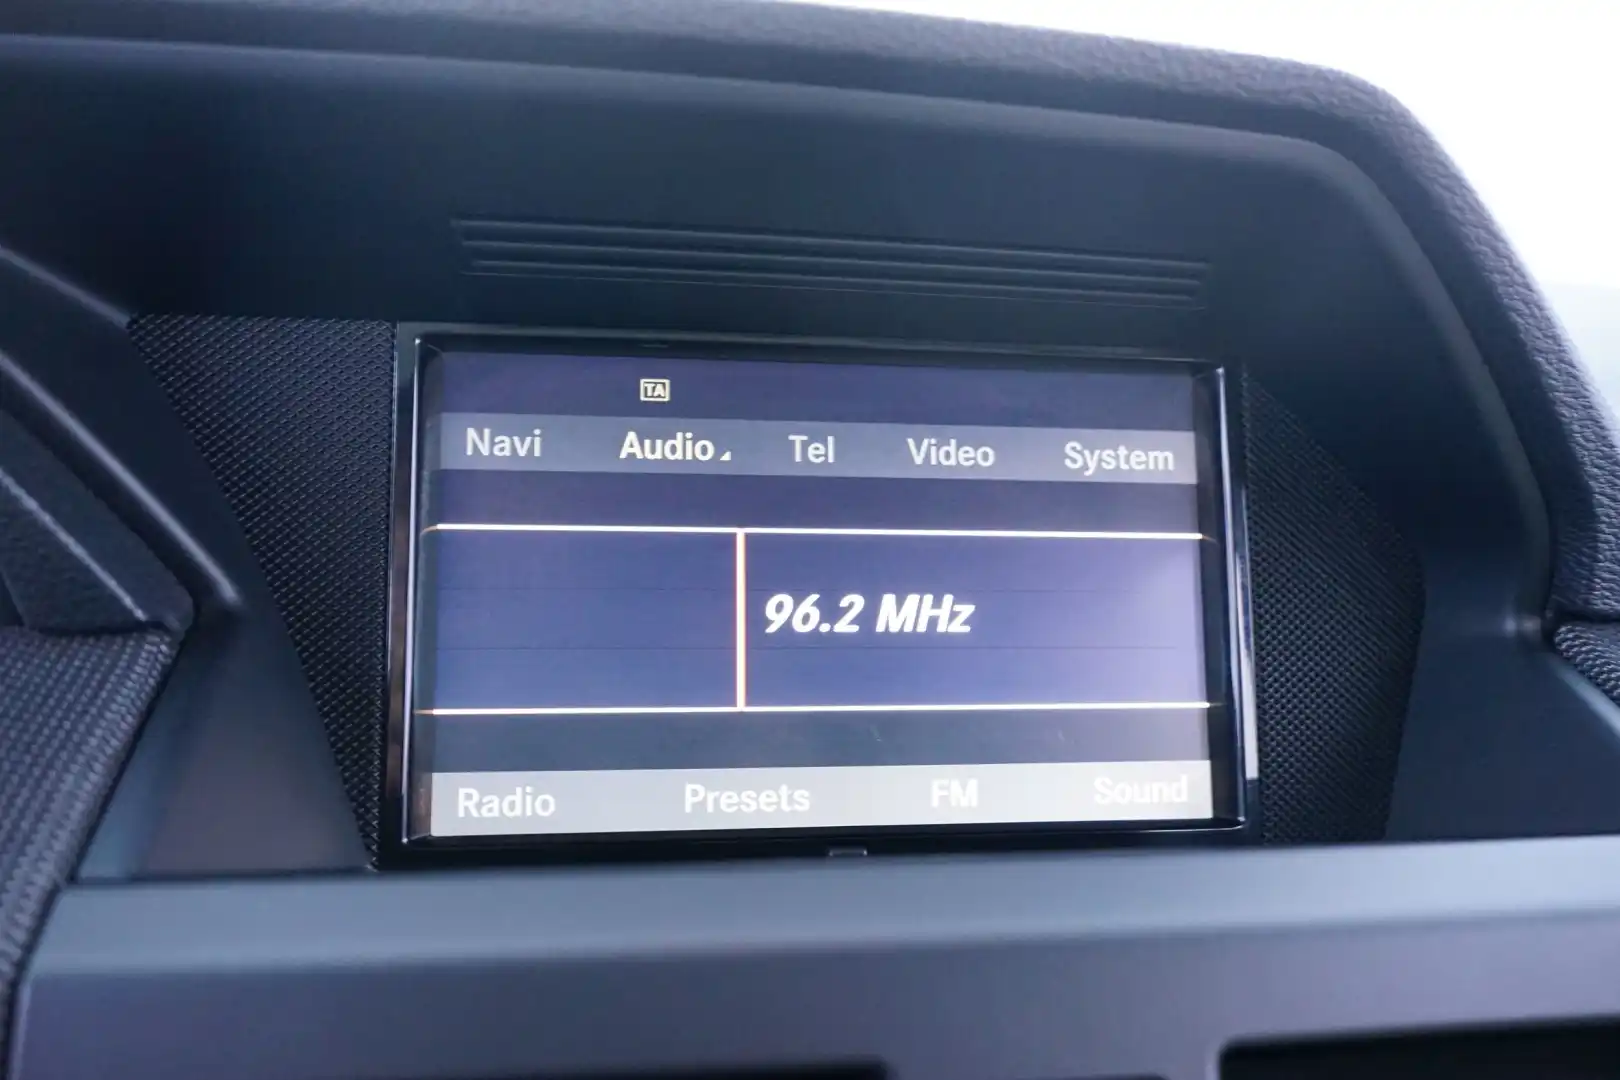 TA
Navi Audio Tel Video System
96.2 MHz
Radio Presets FM Sound